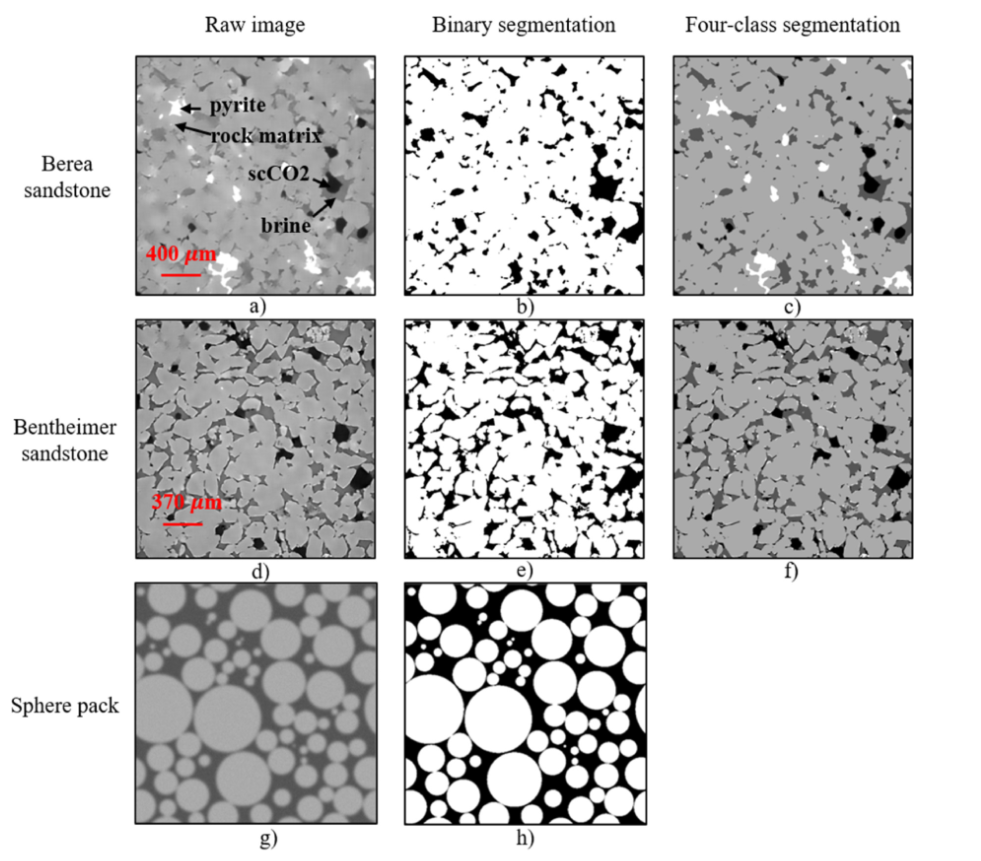 Raw image
Binary segmentation
Four-class segmentation
Berea
sandstone
pyrite
rock matrix
scCO2
brine
400 µm
a)
b)
c)
Bentheimer
sandstone
370 µm
d)
e)
f)
Sphere pack
g)
h)